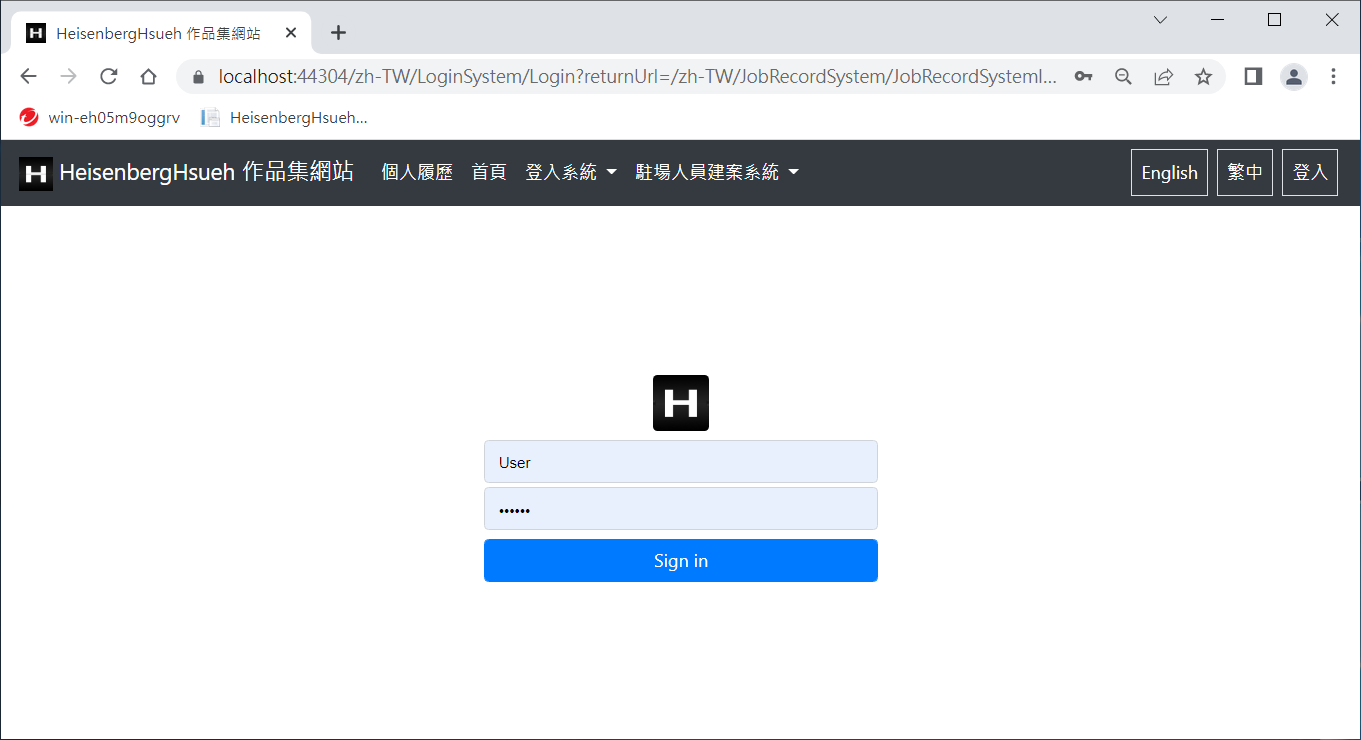 HeisenbergHsueh 作品集網站
localhost:44304/zh-TW/LoginSystem/Login?returnUrl=/zh-TW/JobRecordSystem/JobRecordSystemI...
win-eh05m9oggrv HeisenbergHsueh...
H HeisenbergHsueh 作品集網站 個人履歷 首頁 登入系統 駐場人員建案系統 English 繁中 登入
H
User
••••••
Sign in